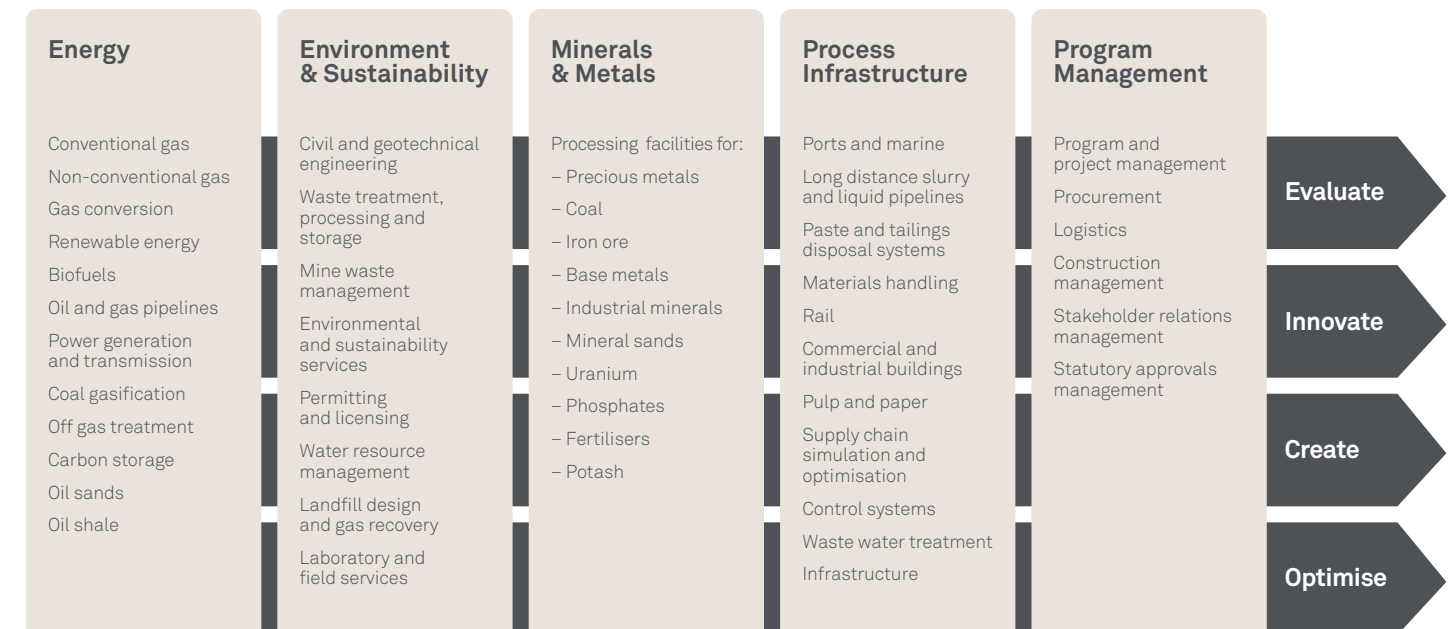 Energy
Conventional gas
Non-conventional gas
Gas conversion
Renewable energy
Biofuels
Oil and gas pipelines
Power generation
and transmission
Coal gasification
Off gas treatment
Carbon storage
Oil sands
Oil shale
Environment
& Sustainability
Civil and geotechnical
engineering
Waste treatment,
processing and
storage
Mine waste
management
Environmental
and sustainability
services
Permitting
and licensing
Water resource
management
Landfill design
and gas recovery
Laboratory and
field services
Minerals
& Metals
Processing facilities for:
– Precious metals
– Coal
– Iron ore
– Base metals
– Industrial minerals
– Mineral sands
– Uranium
– Phosphates
– Fertilisers
– Potash
Process
Infrastructure
Ports and marine
Long distance slurry
and liquid pipelines
Paste and tailings
disposal systems
Materials handling
Rail
Commercial and
industrial buildings
Pulp and paper
Supply chain
simulation and
optimisation
Control systems
Waste water treatment
Infrastructure
Program
Management
Program and
project management
Procurement
Logistics
Construction
management
Stakeholder relations
management
Statutory approvals
management
Evaluate
Innovate
Create
Optimise